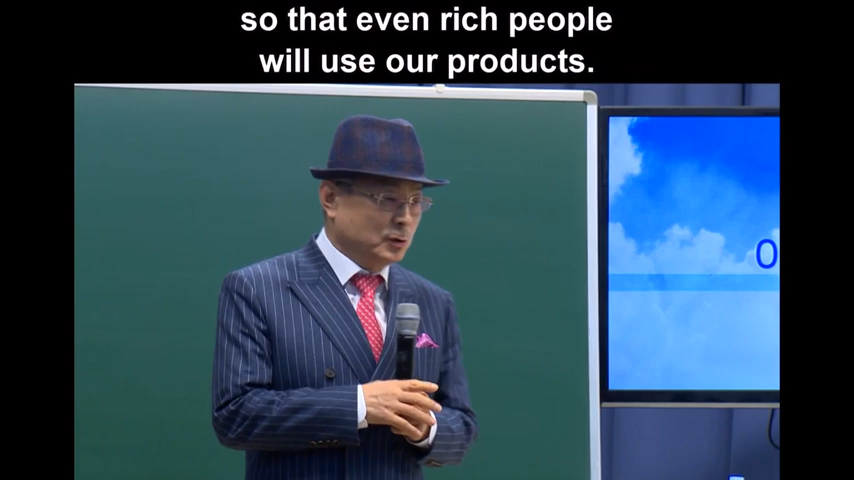 so that even rich people
will use our products.
O